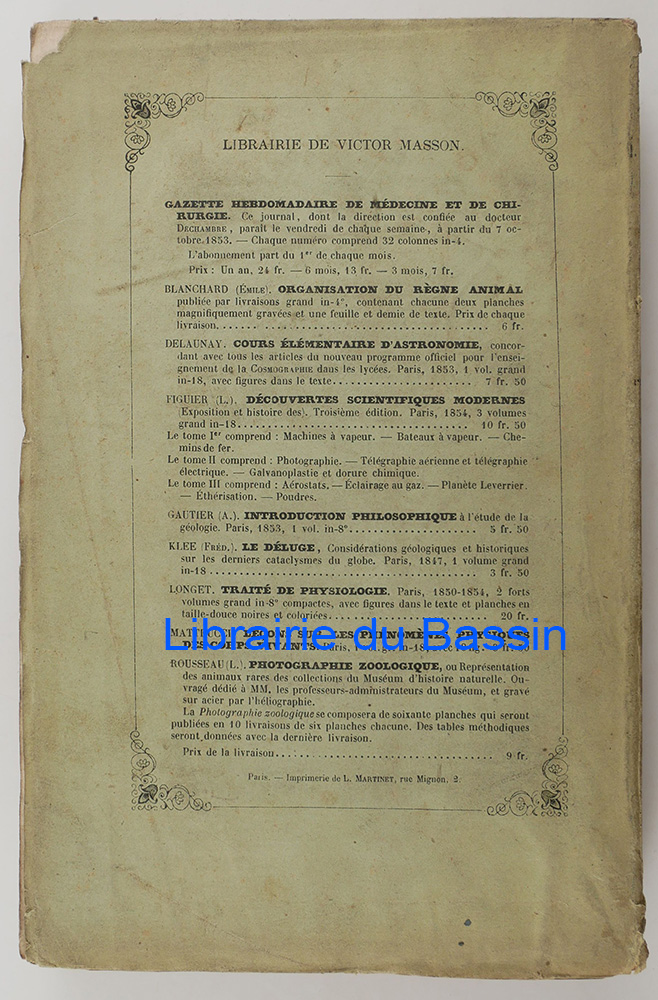 LIBRAIRIE DE VICTOR MASSON.
GAZETTE HEBDOMADAIRE DE MÉDECINE ET DE CHI-
RURGIE. Ce journal, dont la direction est confiée au docteur
DECHAMBRE, paraît le vendredi de chaque semaine, à partir du 7 oc-
tobre 1853. — Chaque numéro comprend 32 colonnes in-4.
L'abonnement part du 1er de chaque mois.
Prix : Un an, 24 fr. — 6 mois, 13 fr. — 3 mois, 7 fr.
BLANCHARD (ÉMILE). ORGANISATION DU RÈGNE ANIMAL
publiée par livraisons grand in-4°, contenant chacune deux planches
magnifiquement gravées et une feuille et demie de texte. Prix de chaque
livraison. . . . . . . . . . 6 fr.
DELAUNAY. COURS ÉLÉMENTAIRE D'ASTRONOMIE, concor-
dant avec tous les articles du nouveau programme officiel pour l'ensei-
gnement de la COSMOGRAPHIE dans les lycées. Paris, 1853, 1 vol. grand
in-18, avec figures dans le texte. . . . . . . . . . 7 fr. 50
FIGUIER (L.). DÉCOUVERTES SCIENTIFIQUES MODERNES
(Exposition et histoire des). Troisième édition. Paris, 1854, 3 volumes
grand in-18. . . . . . . . . . 10 fr. 50
Le tome Ier comprend : Machines à vapeur. — Bateaux à vapeur. — Che-
mins de fer.
Le tome II comprend : Photographie. — Télégraphie aérienne et télégraphie
électrique. — Galvanoplastie et dorure chimique.
Le tome III comprend : Aérostats. — Éclairage au gaz. — Planète Leverrier.
— Éthérisation. — Poudres.
GAUTIER (A.). INTRODUCTION PHILOSOPHIQUE à l'étude de la
géologie. Paris, 1853, 1 vol. in-8°. . . . . . . . . . 5 fr. 50
KLEE (FRÉD.). LE DÉLUGE, Considérations géologiques et historiques
sur les derniers cataclysmes du globe. Paris, 1847, 1 volume grand
in-18 . . . . . . . . . . 3 fr. 50
LONGET. TRAITÉ DE PHYSIOLOGIE. Paris, 1850-1854, 2 forts
volumes grand in-8° compactes, avec figures dans le texte et planches en
taille-douce noires et coloriées. . . . . . . . . . 20 fr.
LES PHÉNOMÈNES PHYSIQUES
DES CORPS VIVANTS. Paris,
Librairie du Bassin
ROUSSEAU (L.). PHOTOGRAPHIE ZOOLOGIQUE, ou Représentation
des animaux rares des collections du Muséum d'histoire naturelle. Ou-
vragé dédié à MM. les professeurs-administrateurs du Muséum, et gravé
sur acier par l'héliographie.
La Photographie zoologique se composera de soixante planches qui seront
publiées en 10 livraisons de six planches chacune. Des tables méthodiques
seront données avec la dernière livraison.
Prix de la livraison. . . . . . . . . . 9 fr.
Paris. — Imprimerie de L. MARTINET, rue Mignon, 2.